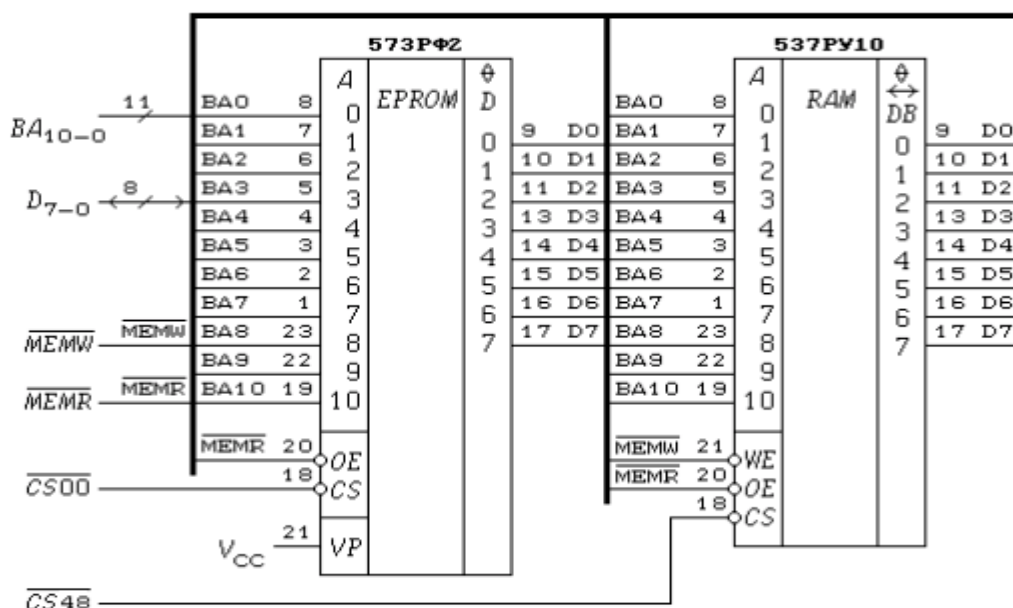 573РФ2 537РУ10
A EPROM θ D A RAM θ ↔ DB
11 BA0 8 0 BA0 8 0
BA10–0 BA1 7 1 0 9 D0 BA1 7 1 0 9 D0
BA2 6 2 1 10 D1 BA2 6 2 1 10 D1
D7–0 8 BA3 5 3 2 11 D2 BA3 5 3 2 11 D2
BA4 4 4 3 13 D3 BA4 4 4 3 13 D3
BA5 3 5 4 14 D4 BA5 3 5 4 14 D4
BA6 2 6 5 15 D5 BA6 2 6 5 15 D5
BA7 1 7 6 16 D6 BA7 1 7 6 16 D6
MEMW MEMW BA8 23 8 7 17 D7 BA8 23 8 7 17 D7
BA9 22 9 BA9 22 9
MEMR MEMR BA10 19 10 BA10 19 10
MEMR 20 OE MEMW 21 WE
CS00 18 CS MEMR 20 OE
18 CS
VCC 21 VP
CS48